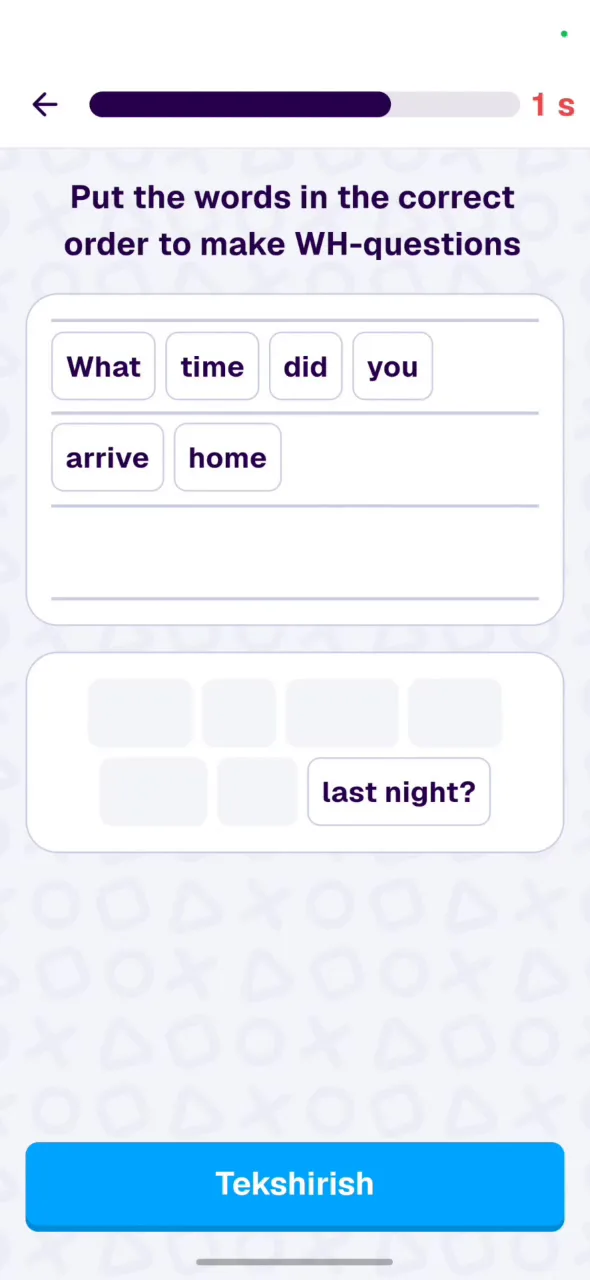 1 s
Put the words in the correct
order to make WH-questions
What time did you
arrive home
last night?
Tekshirish